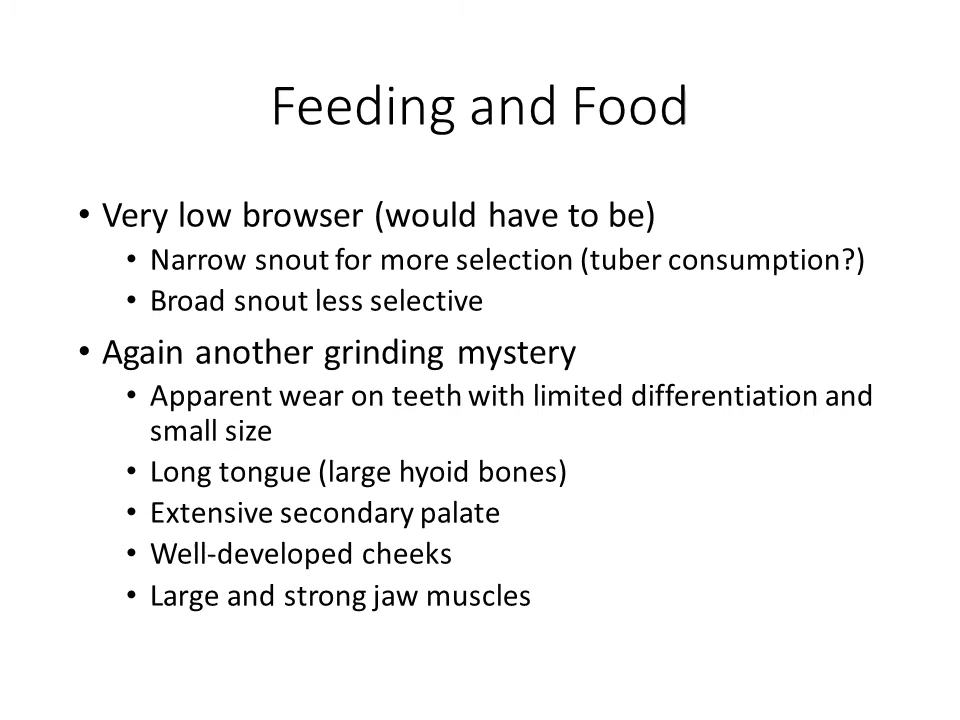 Feeding and Food
• Very low browser (would have to be)
• Narrow snout for more selection (tuber consumption?)
• Broad snout less selective
• Again another grinding mystery
• Apparent wear on teeth with limited differentiation and
small size
• Long tongue (large hyoid bones)
• Extensive secondary palate
• Well-developed cheeks
• Large and strong jaw muscles